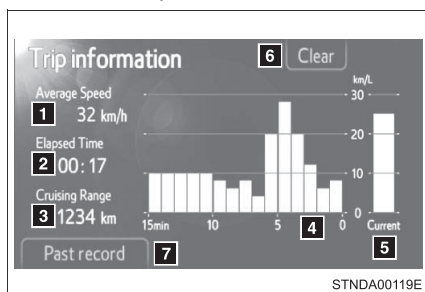 Trip information
6 Clear
km/L
Average Speed
1 32 km/h
30
Elapsed Time
2 00:17
20
10
Cruising Range
3 1234 km
0
15min 10 5 4 0 Current
5
Past record 7
STNDA00119E